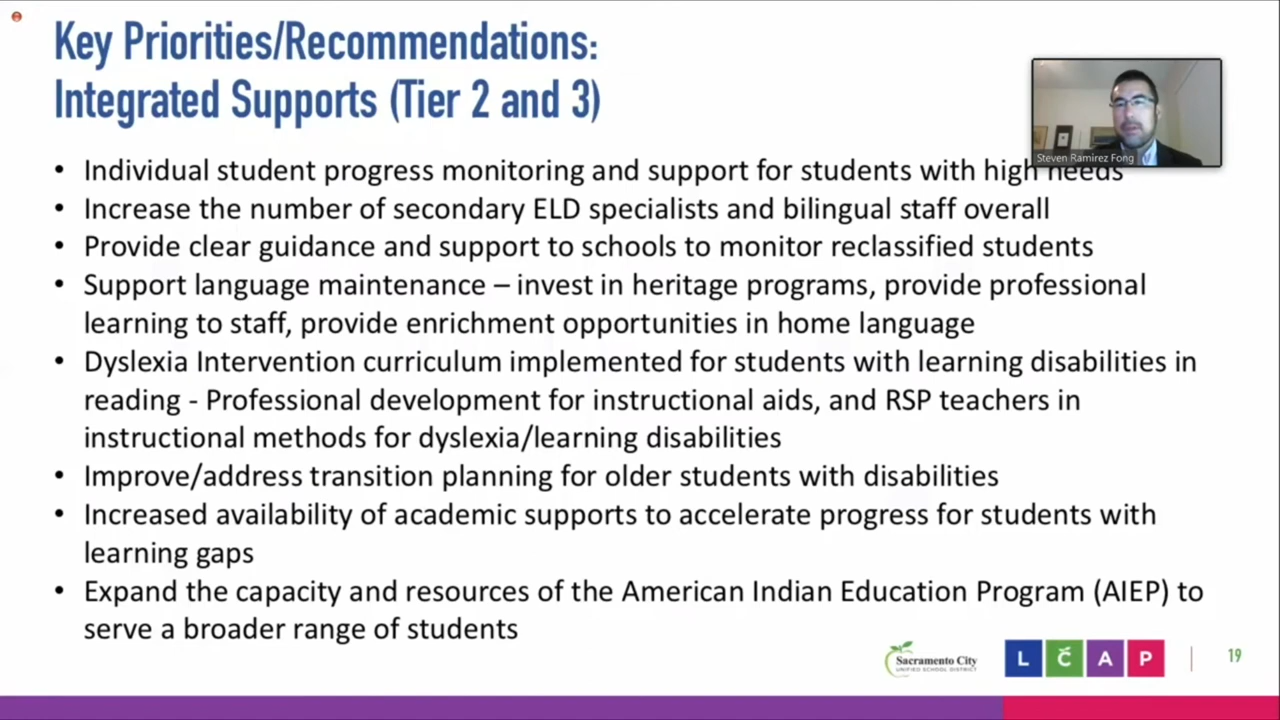 Key Priorities/Recommendations:
Integrated Supports (Tier 2 and 3)
Steven Ramirez Fong
• Individual student progress monitoring and support for students with high needs
• Increase the number of secondary ELD specialists and bilingual staff overall
• Provide clear guidance and support to schools to monitor reclassified students
• Support language maintenance – invest in heritage programs, provide professional
learning to staff, provide enrichment opportunities in home language
• Dyslexia Intervention curriculum implemented for students with learning disabilities in
reading - Professional development for instructional aids, and RSP teachers in
instructional methods for dyslexia/learning disabilities
• Improve/address transition planning for older students with disabilities
• Increased availability of academic supports to accelerate progress for students with
learning gaps
• Expand the capacity and resources of the American Indian Education Program (AIEP) to
serve a broader range of students
Sacramento City
UNIFIED SCHOOL DISTRICT
L C A P
19